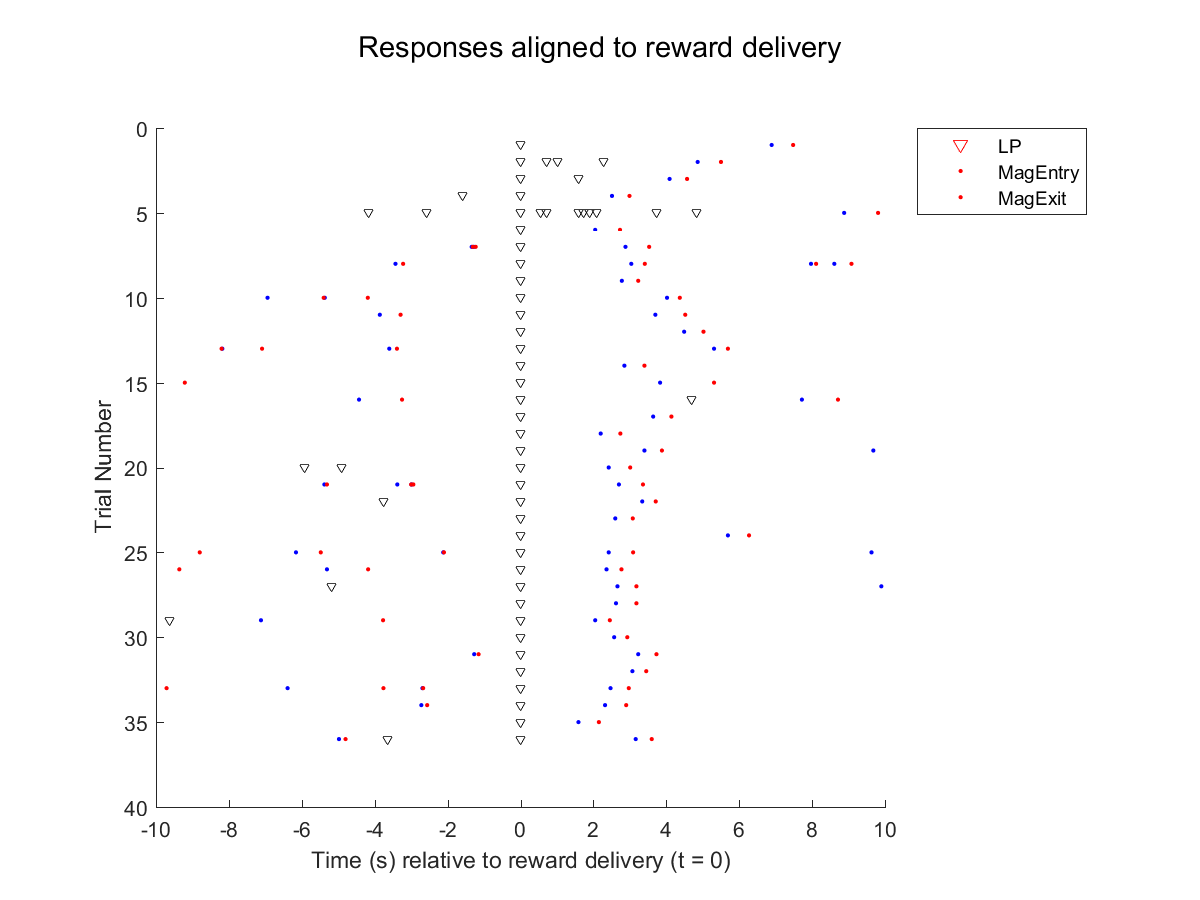 Responses aligned to reward delivery
LP
MagEntry
MagExit
0
5
10
15
20
25
30
35
40
Trial Number
-10 -8 -6 -4 -2 0 2 4 6 8 10
Time (s) relative to reward delivery (t = 0)